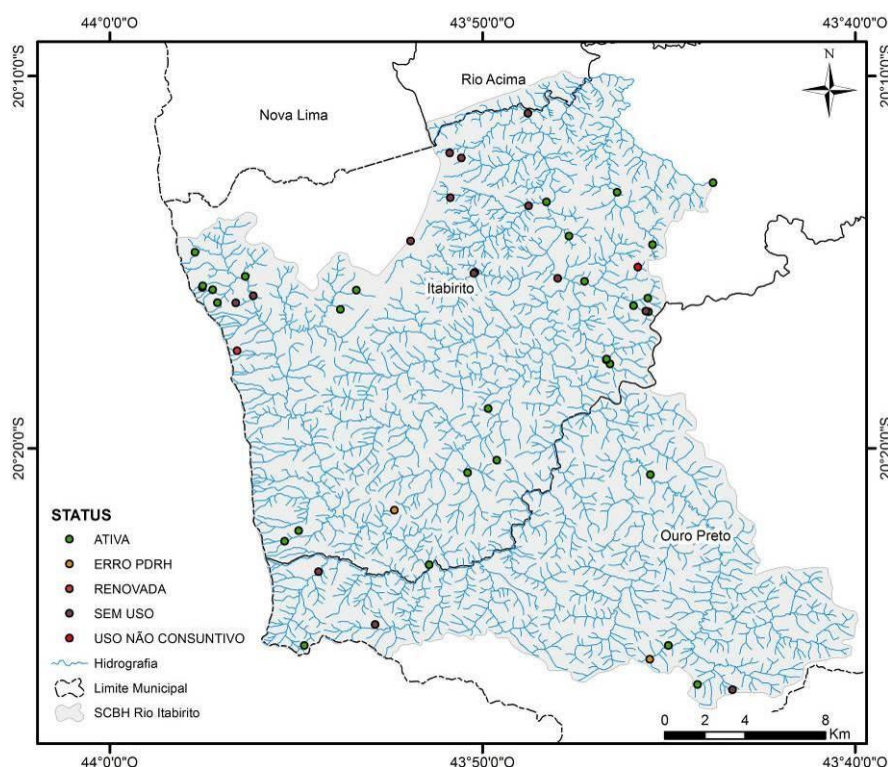 44°0'0"O
43°50'0"O
43°40'0"O
20°10'0"S
20°10'0"S
N
Rio Acima
Nova Lima
Itabirito
20°20'0"S
20°20'0"S
Ouro Preto
STATUS
ATIVA
ERRO PDRH
RENOVADA
SEM USO
USO NÃO CONSUNTIVO
Hidrografia
Limite Municipal
SCBH Rio Itabirito
0 2 4 8
Km
44°0'0"O
43°50'0"O
43°40'0"O